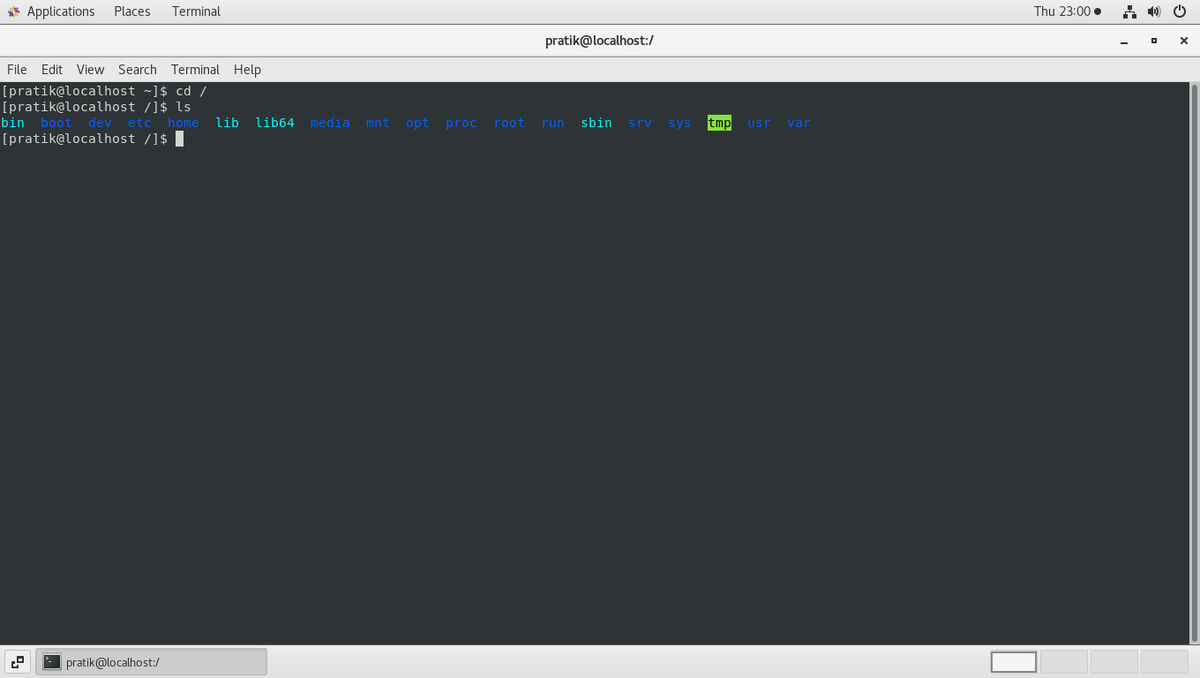 Applications Places Terminal Thu 23:00
pratik@localhost:/
File Edit View Search Terminal Help
[pratik@localhost ~]$ cd /
[pratik@localhost /]$ ls
bin boot dev etc home lib lib64 media mnt opt proc root run sbin srv sys tmp usr var
[pratik@localhost /]$
pratik@localhost:/